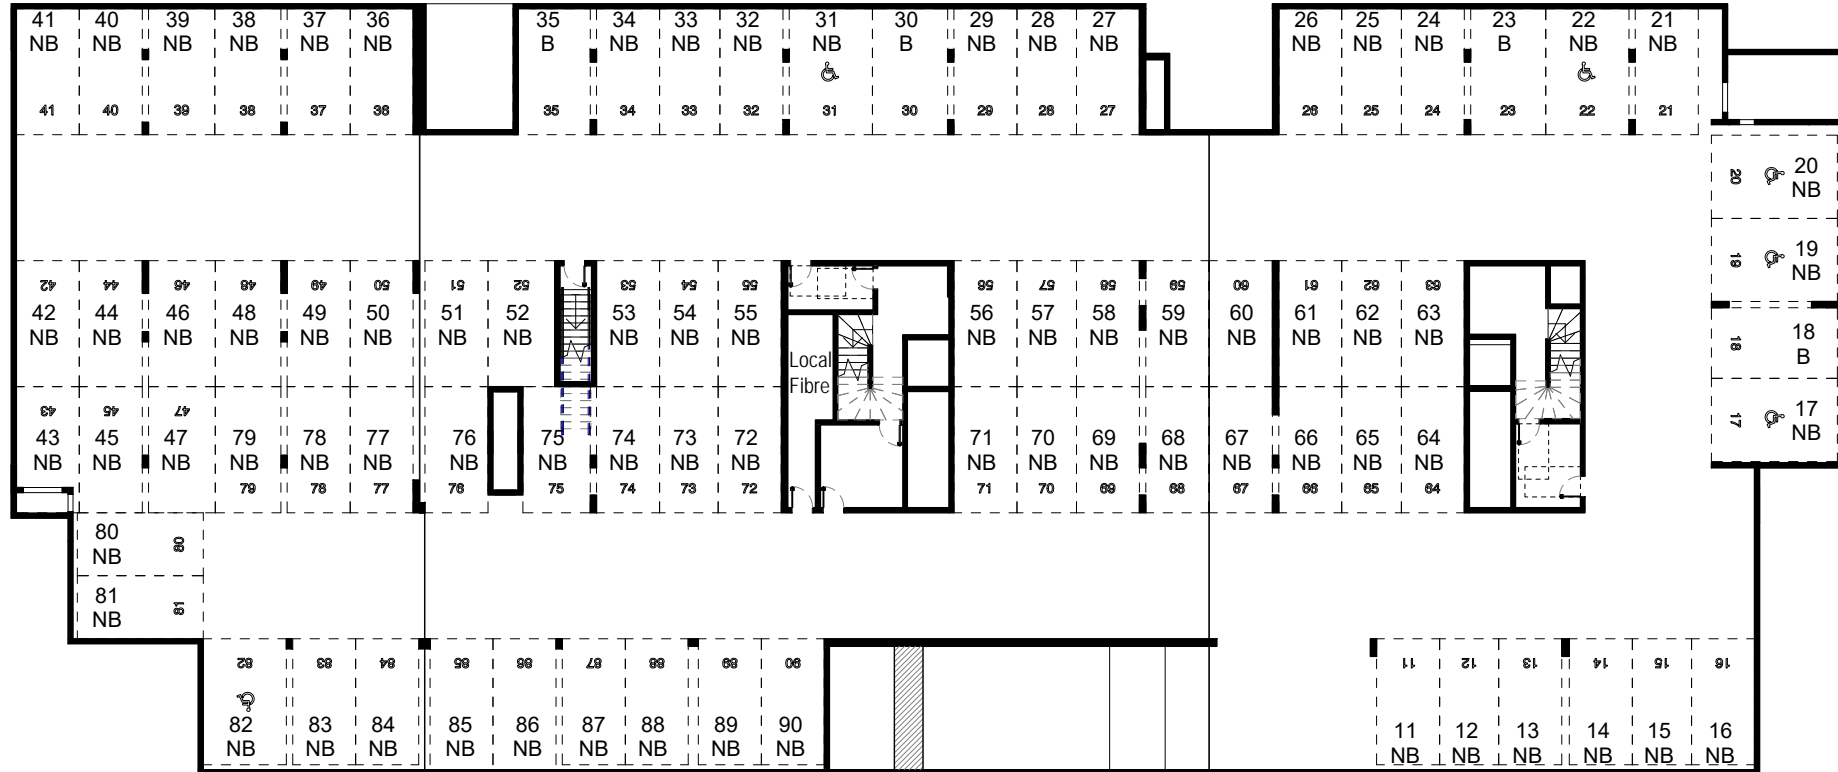 41 40 39 38 37 36 35 34 33 32 31 30 29 28 27 26 25 24 23 22 21
NB NB NB NB NB NB B NB NB NB NB B NB NB NB NB NB NB B NB NB
41 40 39 38 37 36 35 34 33 32 31 30 29 28 27 26 25 24 23 22 21
20 20
NB
19 19
NB
18 18
B
17 17
NB
42 44 46 48 49 50 51 52 53 54 55 56 57 58 59 60 61 62 63
42 44 46 48 49 50 51 52 53 54 55 56 57 58 59 60 61 62 63
NB NB NB NB NB NB NB NB NB NB NB NB NB NB NB NB NB NB NB
Local
Fibre
43 45 47
43 45 47 79 78 77 76 75 74 73 72 71 70 69 68 67 66 65 64
NB NB NB NB NB NB NB NB NB NB NB NB NB NB NB NB NB NB NB
79 78 77 76 75 74 73 72 71 70 69 68 67 66 65 64
80 80
NB
81 81
NB
82 83 84 85 86 87 88 89 90 11 12 13 14 15 16
82 83 84 85 86 87 88 89 90 11 12 13 14 15 16
NB NB NB NB NB NB NB NB NB NB NB NB NB NB NB